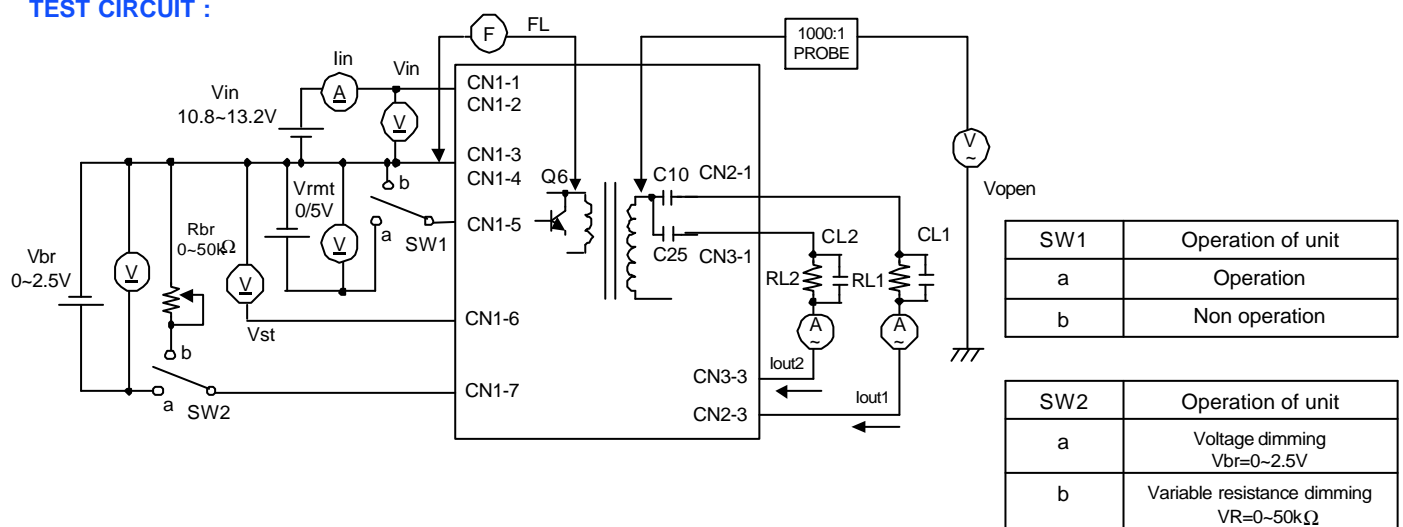 TEST CIRCUIT :
F
FL
1000:1
PROBE
Iin
Vin
A
Vin
10.8~13.2V
V
CN1-1
CN1-2
CN1-3
CN1-4
CN1-5
CN1-6
CN1-7
Q6
C10
CN2-1
C25
CN3-1
V
~
Vopen
b
a
SW1
Vrmt
0/5V
V
Rbr
0~50kΩ
V
Vst
V
Vbr
0~2.5V
b
a
SW2
CL2
CL1
RL2
RL1
A
~
A
~
Iout2
Iout1
CN3-3
CN2-3
SW1 Operation of unit
a Operation
b Non operation
SW2 Operation of unit
a Voltage dimming
Vbr=0~2.5V
b Variable resistance dimming
VR=0~50kΩ